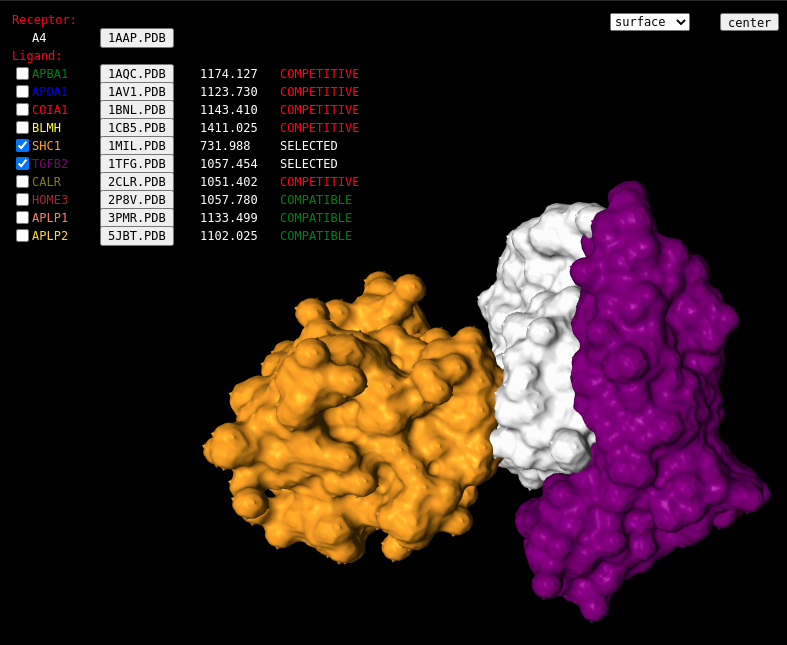 Receptor:
surface center
A4 1AAP.PDB
Ligand:
APBA1 1AQC.PDB 1174.127 COMPETITIVE
APOA1 1AV1.PDB 1123.730 COMPETITIVE
COIA1 1BNL.PDB 1143.410 COMPETITIVE
BLMH 1CB5.PDB 1411.025 COMPETITIVE
SHC1 1MIL.PDB 731.988 SELECTED
TGFB2 1TFG.PDB 1057.454 SELECTED
CALR 2CLR.PDB 1051.402 COMPETITIVE
HOME3 2P8V.PDB 1057.780 COMPATIBLE
APLP1 3PMR.PDB 1133.499 COMPATIBLE
APLP2 5JBT.PDB 1102.025 COMPATIBLE